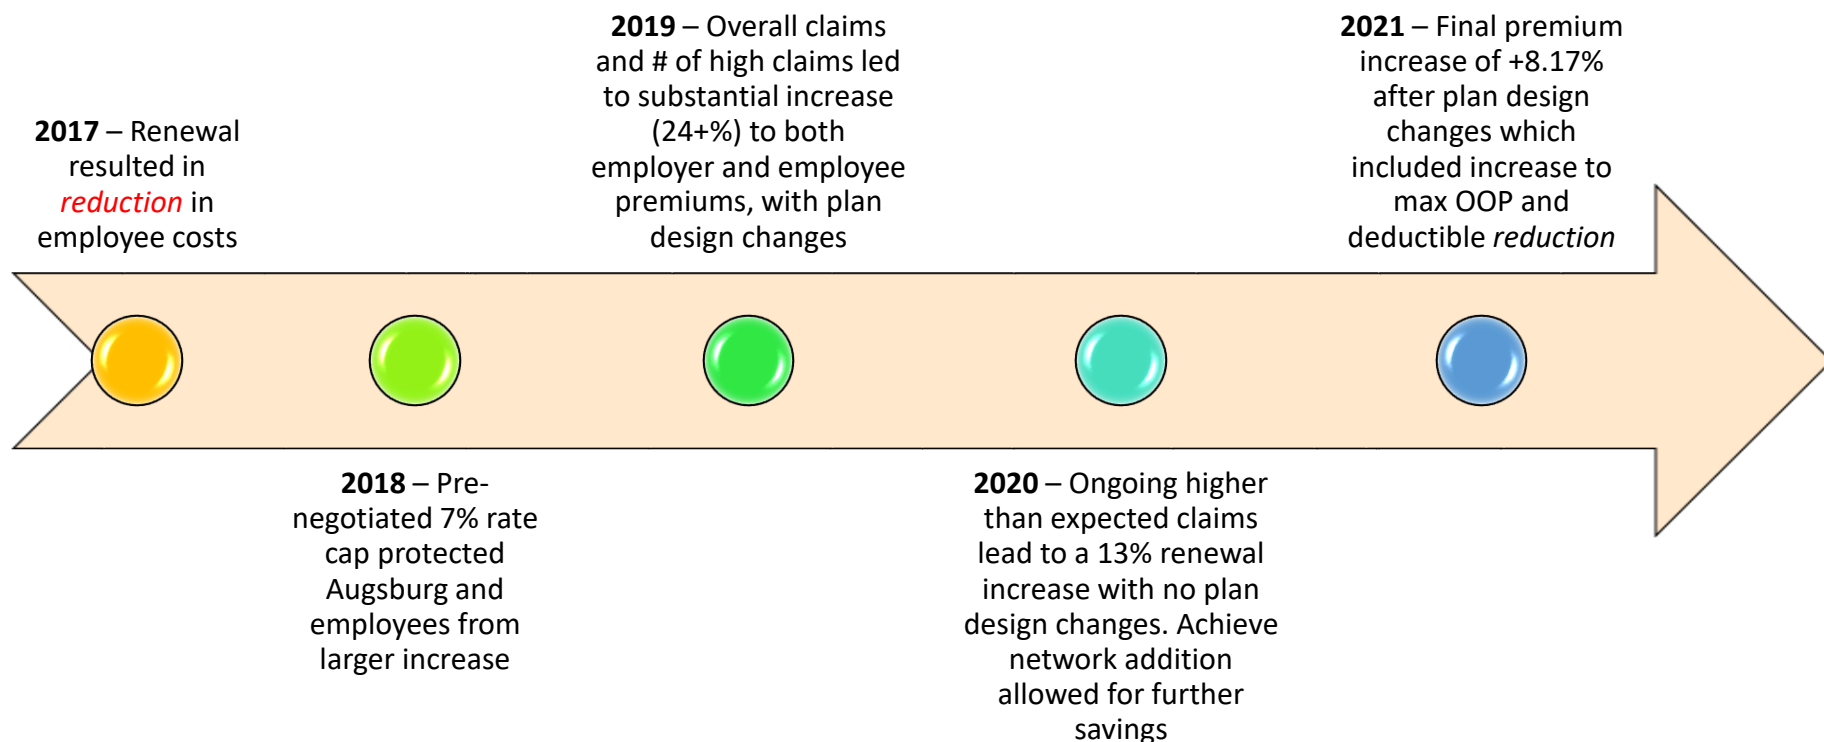 2017 – Renewal
resulted in
reduction in
employee costs
2018 – Pre-
negotiated 7% rate
cap protected
Augsburg and
employees from
larger increase
2019 – Overall claims
and # of high claims led
to substantial increase
(24+%) to both
employer and employee
premiums, with plan
design changes
2020 – Ongoing higher
than expected claims
lead to a 13% renewal
increase with no plan
design changes. Achieve
network addition
allowed for further
savings
2021 – Final premium
increase of +8.17%
after plan design
changes which
included increase to
max OOP and
deductible reduction